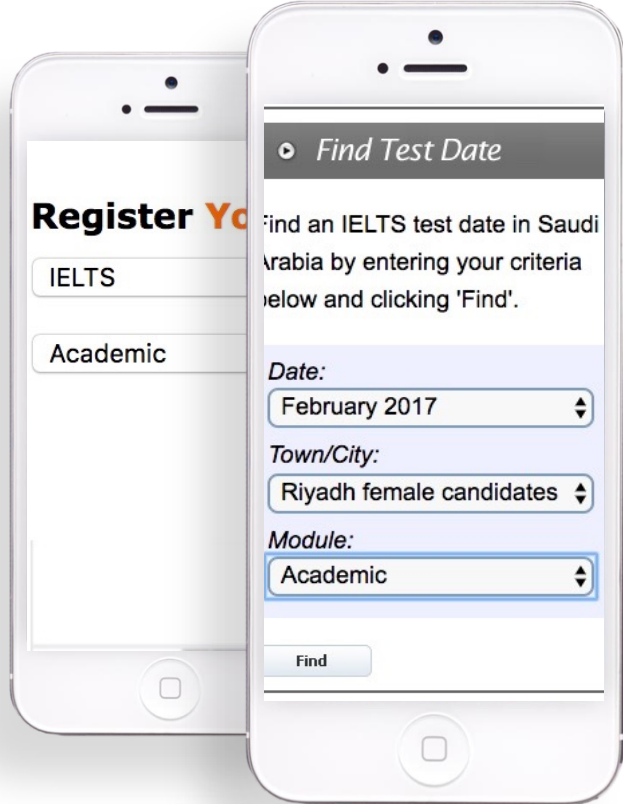 Register
IELTS
Academic
Find Test Date
Find an IELTS test date in Saudi
Arabia by entering your criteria
below and clicking 'Find'.
Date:
February 2017
Town/City:
Riyadh female candidates
Module:
Academic
Find